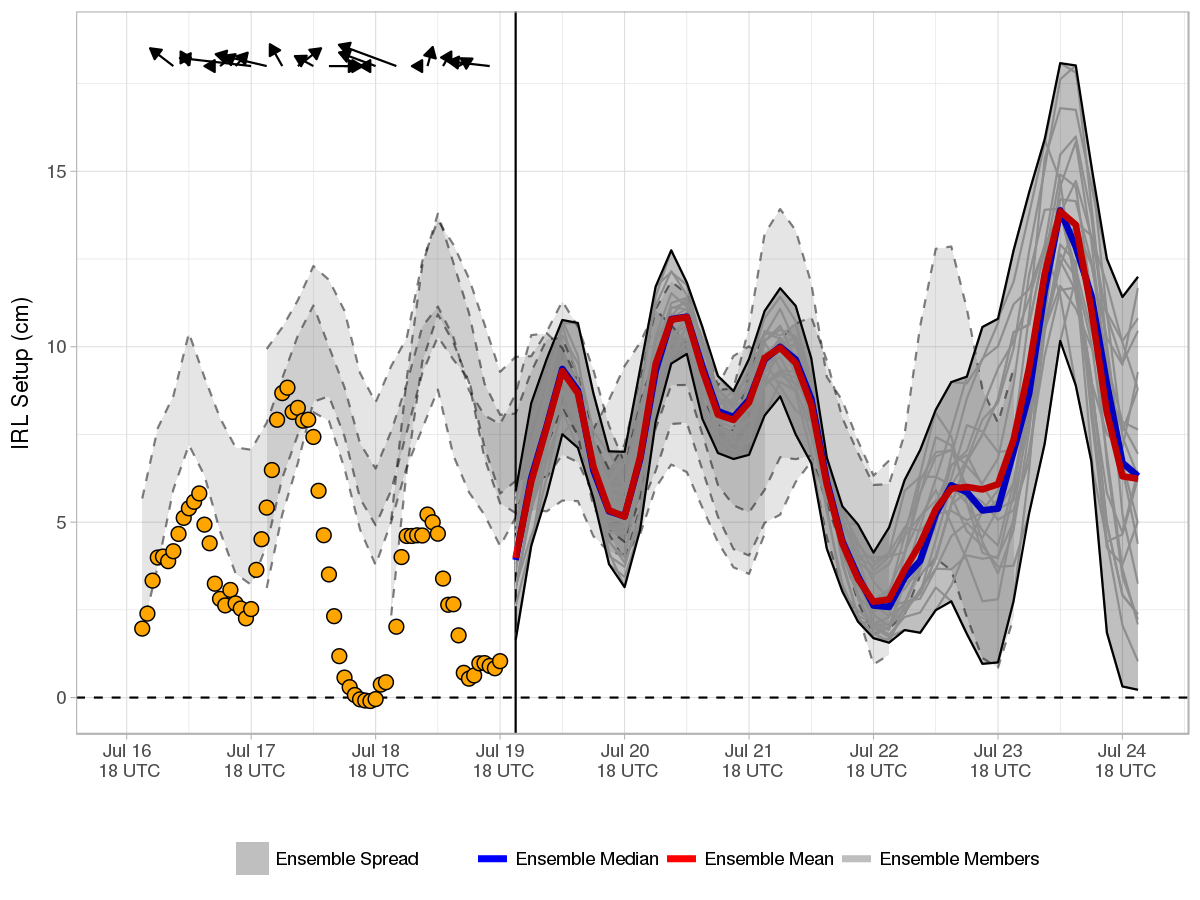 IRL Setup (cm)
15
10
5
0
Jul 16 Jul 17 Jul 18 Jul 19 Jul 20 Jul 21 Jul 22 Jul 23 Jul 24
18 UTC 18 UTC 18 UTC 18 UTC 18 UTC 18 UTC 18 UTC 18 UTC 18 UTC
Ensemble Spread Ensemble Median Ensemble Mean Ensemble Members